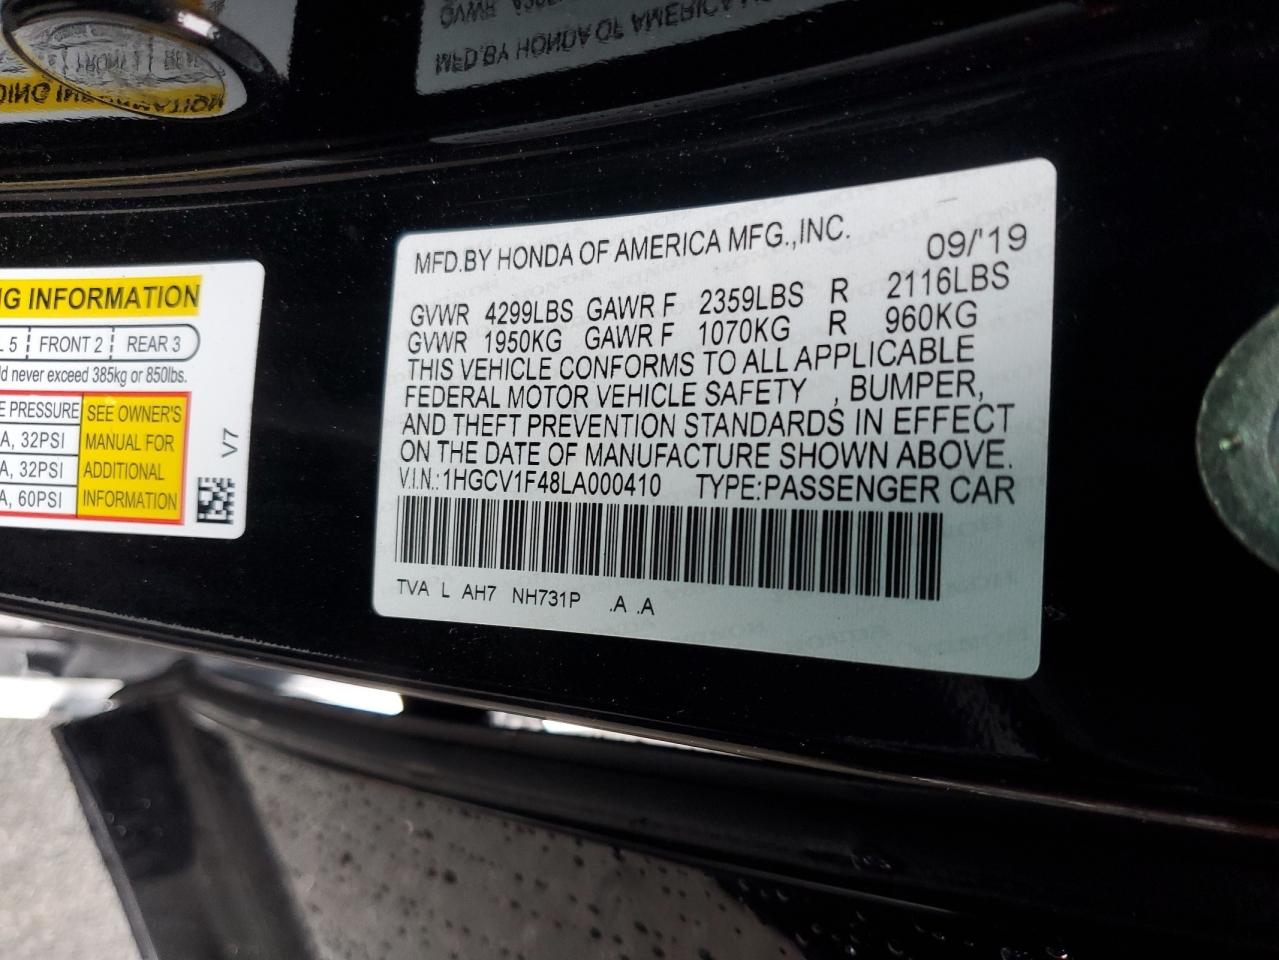 MFD.BY HONDA OF AMERICA MFG.,INC.
09/'19
GVWR 4299LBS GAWR F 2359LBS R 2116LBS
GVWR 1950KG GAWR F 1070KG R 960KG
THIS VEHICLE CONFORMS TO ALL APPLICABLE
FEDERAL MOTOR VEHICLE SAFETY , BUMPER,
AND THEFT PREVENTION STANDARDS IN EFFECT
ON THE DATE OF MANUFACTURE SHOWN ABOVE.
V.I.N.:1HGCV1F48LA000410 TYPE:PASSENGER CAR
TVA L AH7 NH731P .A .A
INFORMATION
5 FRONT 2 REAR 3
never exceed 385kg or 850lbs.
PRESSURE
A, 32PSI
A, 32PSI
A, 60PSI
SEE OWNER'S
MANUAL FOR
ADDITIONAL
INFORMATION
V7
MFD.BY HONDA OF AMERICA
GVWR